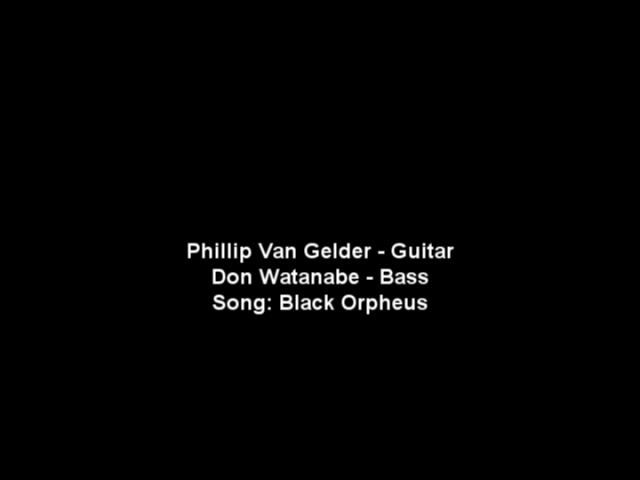 Phillip Van Gelder - Guitar
Don Watanabe - Bass
Song: Black Orpheus